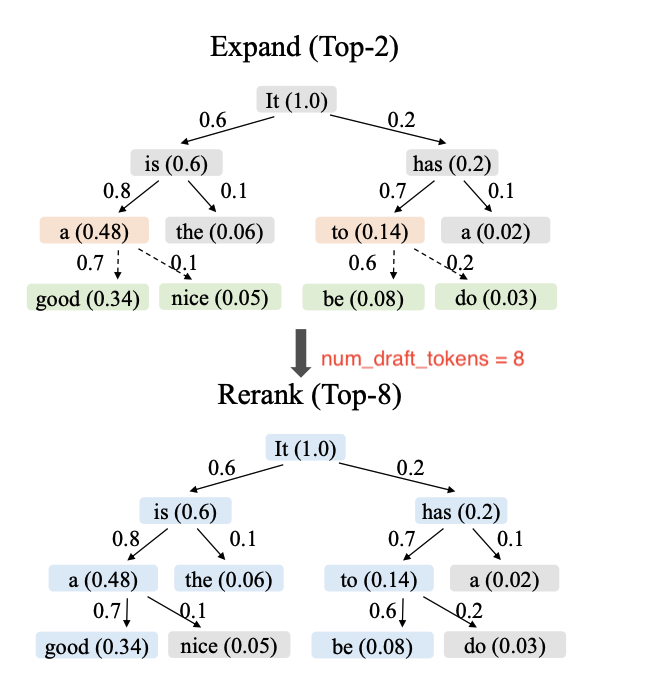 Expand (Top-2)
It (1.0)
0.6 0.2
is (0.6) has (0.2)
0.8 0.1 0.7 0.1
a (0.48) the (0.06) to (0.14) a (0.02)
0.7 0.1 0.6 0.2
good (0.34) nice (0.05) be (0.08) do (0.03)
num_draft_tokens = 8
Rerank (Top-8)
It (1.0)
0.6 0.2
is (0.6) has (0.2)
0.8 0.1 0.7 0.1
a (0.48) the (0.06) to (0.14) a (0.02)
0.7 0.1 0.6 0.2
good (0.34) nice (0.05) be (0.08) do (0.03)